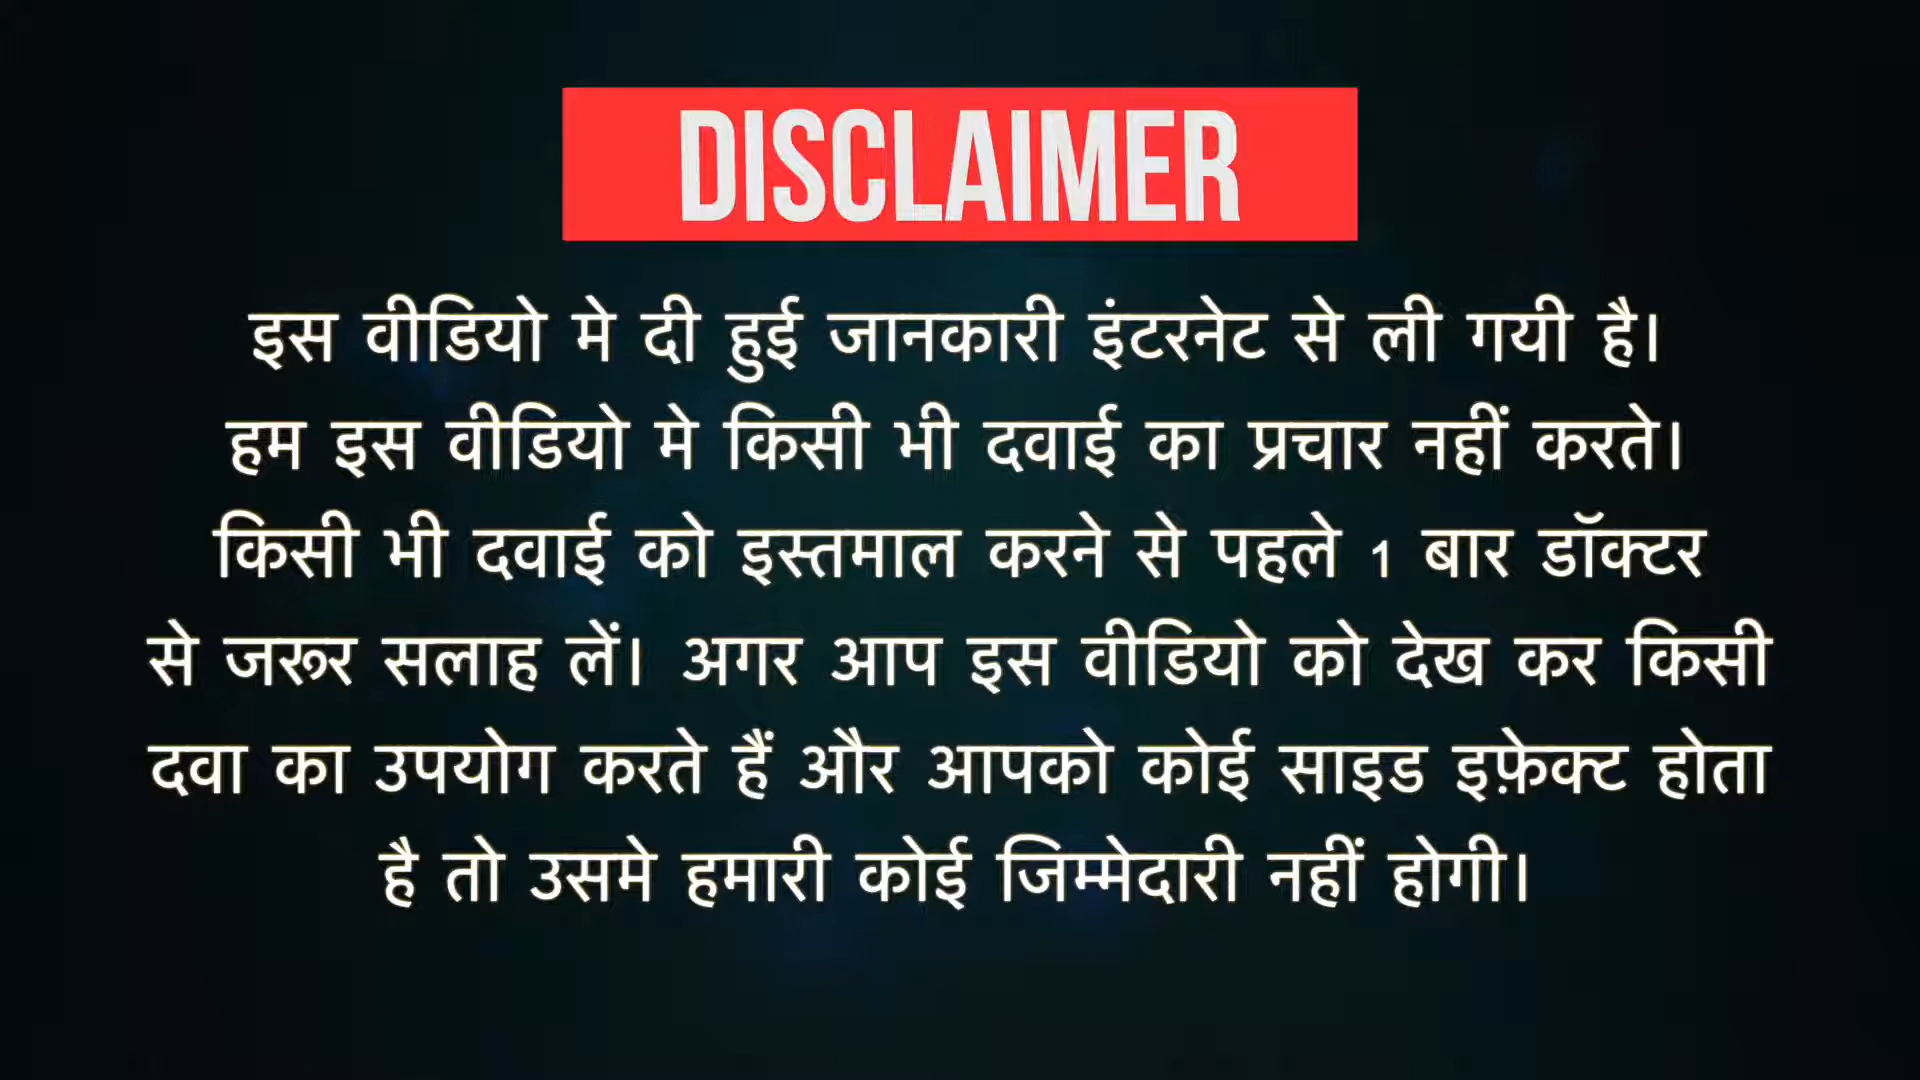 DISCLAIMER
इस वीडियो मे दी हुई जानकारी इंटरनेट से ली गयी है।
हम इस वीडियो मे किसी भी दवाई का प्रचार नहीं करते।
किसी भी दवाई को इस्तमाल करने से पहले 1 बार डॉक्टर
से जरूर सलाह लें। अगर आप इस वीडियो को देख कर किसी
दवा का उपयोग करते हैं और आपको कोई साइड इफ़ेक्ट होता
है तो उसमे हमारी कोई जिम्मेदारी नहीं होगी।